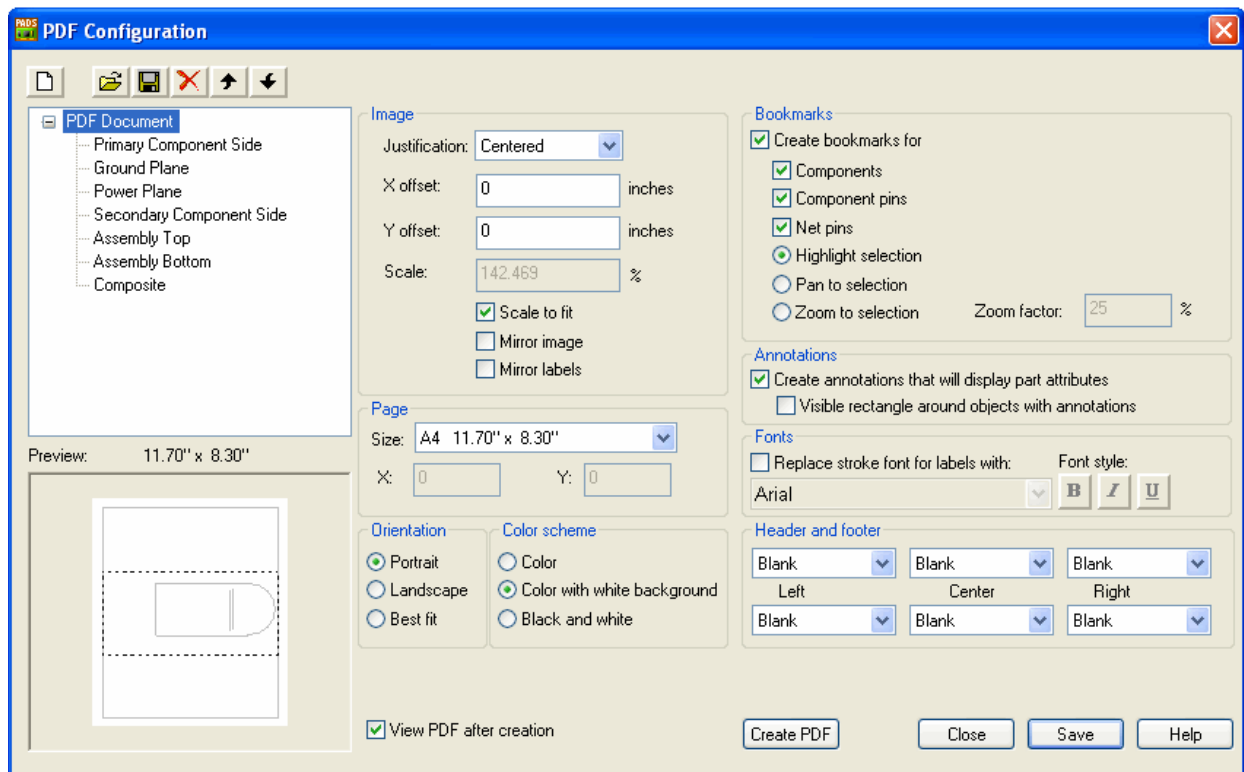 PADS
PDF Configuration
PDF Document
Primary Component Side
Ground Plane
Power Plane
Secondary Component Side
Assembly Top
Assembly Bottom
Composite
Preview: 11.70" x 8.30"
Image
Justification: Centered
X offset: 0 inches
Y offset: 0 inches
Scale: 142.469 %
Scale to fit
Mirror image
Mirror labels
Page
Size: A4 11.70" x 8.30"
X: 0 Y: 0
Orientation
Portrait
Landscape
Best fit
Color scheme
Color
Color with white background
Black and white
View PDF after creation
Bookmarks
Create bookmarks for
Components
Component pins
Net pins
Highlight selection
Pan to selection
Zoom to selection Zoom factor: 25 %
Annotations
Create annotations that will display part attributes
Visible rectangle around objects with annotations
Fonts
Replace stroke font for labels with: Font style:
Arial B I U
Header and footer
Blank Blank Blank
Left Center Right
Blank Blank Blank
Create PDF Close Save Help